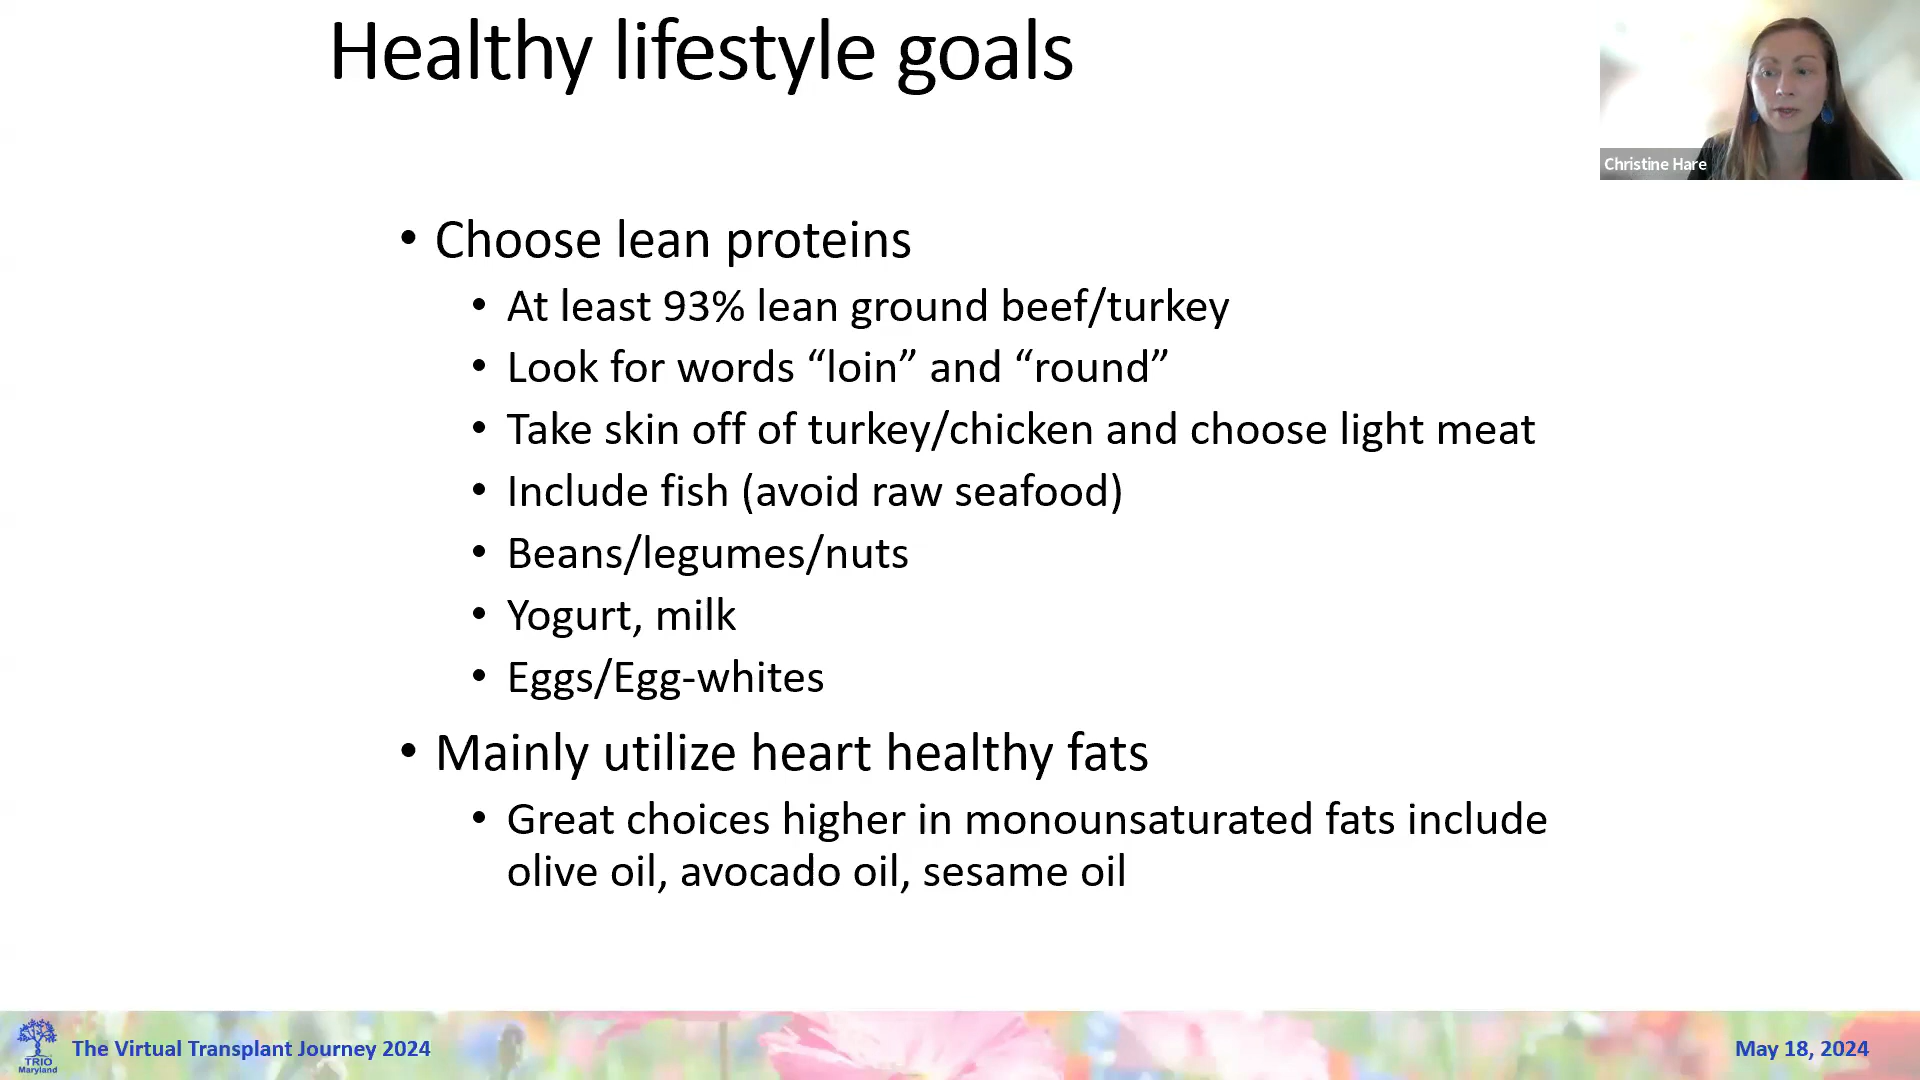 Healthy lifestyle goals
Christine Hare
• Choose lean proteins
• At least 93% lean ground beef/turkey
• Look for words “loin” and “round”
• Take skin off of turkey/chicken and choose light meat
• Include fish (avoid raw seafood)
• Beans/legumes/nuts
• Yogurt, milk
• Eggs/Egg-whites
• Mainly utilize heart healthy fats
• Great choices higher in monounsaturated fats include
olive oil, avocado oil, sesame oil
TRIO
Maryland
The Virtual Transplant Journey 2024
May 18, 2024